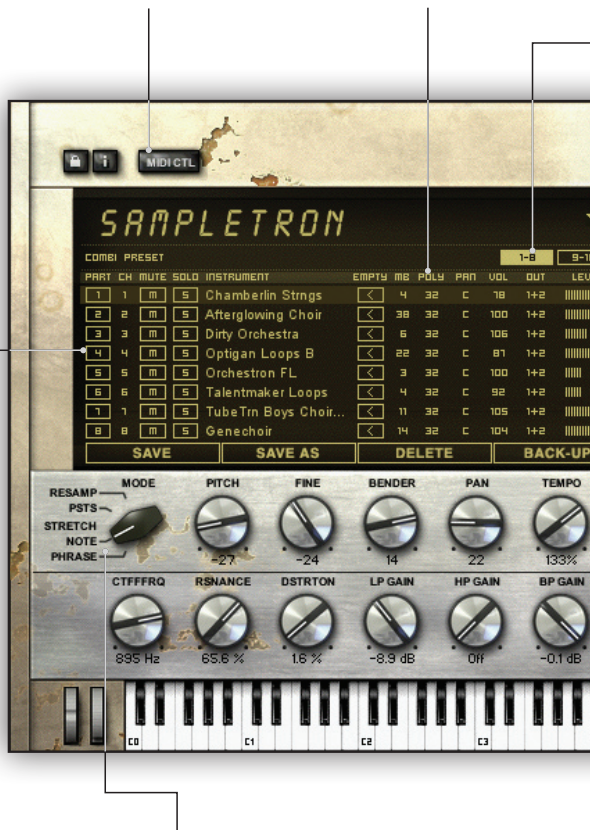 MIDI CTL
SAMPLETRON
COMBI PRESET
1-8
PART CH MUTE SOLO INSTRUMENT EMPTY MB POLY PAN VOL OUT LEV
1 1 m S Chamberlin Strngs < 4 32 C 78 1+2
2 2 m S Afterglowing Choir < 38 32 C 100 1+2
3 3 m S Dirty Orchestra < 6 32 C 106 1+2
4 4 m S Optigan Loops B < 22 32 C 87 1+2
5 5 m S Orchestron FL < 3 32 C 100 1+2
6 6 m S Talentmaker Loops < 4 32 C 92 1+2
7 7 m S TubeTrn Boys Choir... < 11 32 C 105 1+2
8 8 m S Genechoir < 14 32 C 104 1+2
SAVE SAVE AS DELETE BACK-UP
MODE PITCH FINE BENDER PAN TEMPO
RESAMP
PSTS
STRETCH
NOTE
PHRASE
-27 -24 14 22 133%
CTFFFRQ RSNANCE DSTRTON LP GAIN HP GAIN BP GAIN
895 Hz 65.6 % 1.6 % -8.9 dB Off -0.1 dB
C0 C1 C2 C3